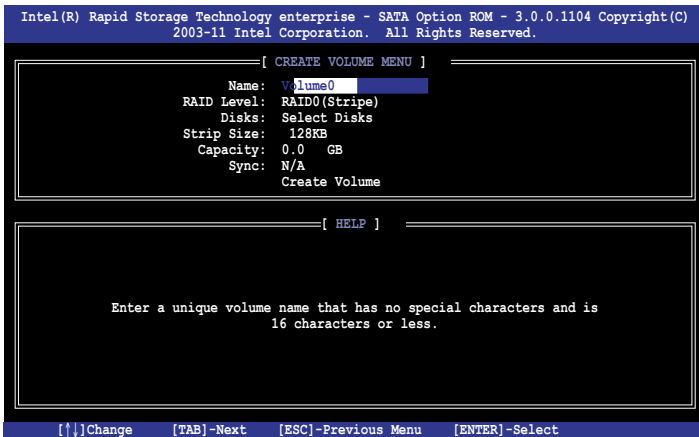 Intel(R) Rapid Storage Technology enterprise - SATA Option ROM - 3.0.0.1104 Copyright(C)
2003-11 Intel Corporation.  All Rights Reserved.
[ CREATE VOLUME MENU ]
Name: Volume0
RAID Level: RAID0(Stripe)
Disks: Select Disks
Strip Size: 128KB
Capacity: 0.0 GB
Sync: N/A
Create Volume
[ HELP ]
Enter a unique volume name that has no special characters and is
16 characters or less.
[↑↓]Change [TAB]-Next [ESC]-Previous Menu [ENTER]-Select